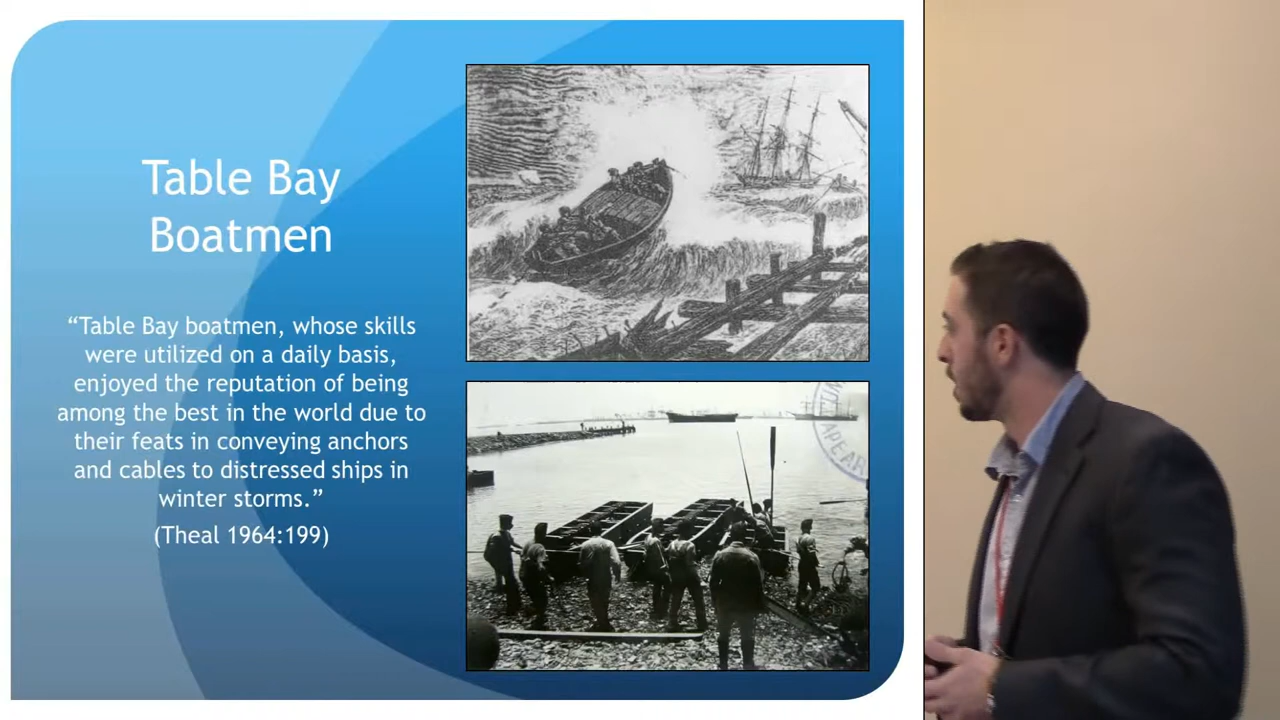 Table Bay
Boatmen
“Table Bay boatmen, whose skills
were utilized on a daily basis,
enjoyed the reputation of being
among the best in the world due to
their feats in conveying anchors
and cables to distressed ships in
winter storms.”
(Theal 1964:199)